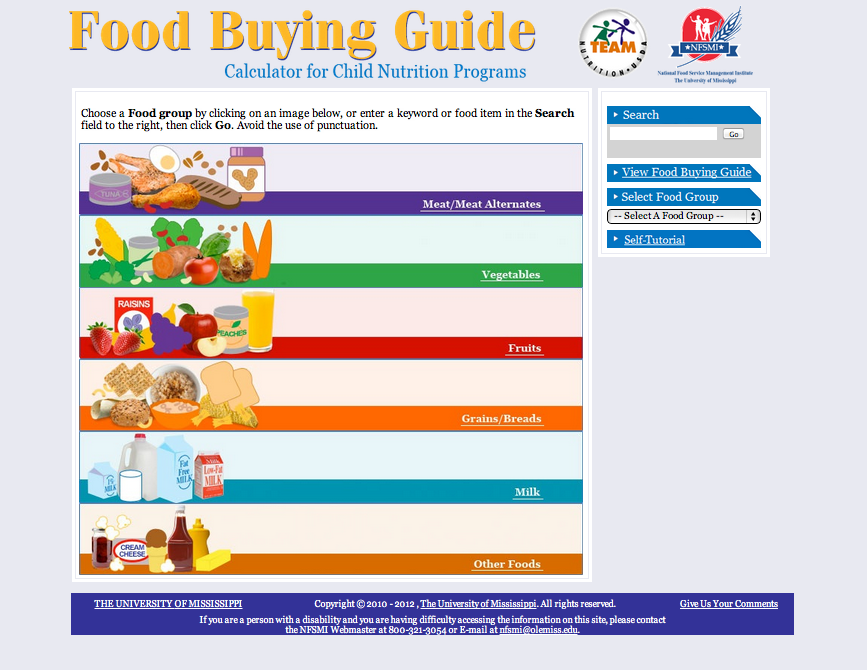 Food Buying Guide
Calculator for Child Nutrition Programs
TEAM
NUTRITION • USDA
NFSMI
National Food Service Management Institute
The University of Mississippi
Choose a Food group by clicking on an image below, or enter a keyword or food item in the Search
field to the right, then click Go. Avoid the use of punctuation.
Search
Go
View Food Buying Guide
Select Food Group
-- Select A Food Group --
Self-Tutorial
TUNA
Meat/Meat Alternates
Vegetables
RAISINS
PEACHES
Fruits
Grains/Breads
1%
MILK
Fat
Free
MILK
Low-Fat
MILK
Milk
CREAM
CHEESE
Other Foods
THE UNIVERSITY OF MISSISSIPPI
Copyright © 2010 - 2012 , The University of Mississippi. All rights reserved.
Give Us Your Comments
If you are a person with a disability and you are having difficulty accessing the information on this site, please contact
the NFSMI Webmaster at 800-321-3054 or E-mail at nfsmi@olemiss.edu.